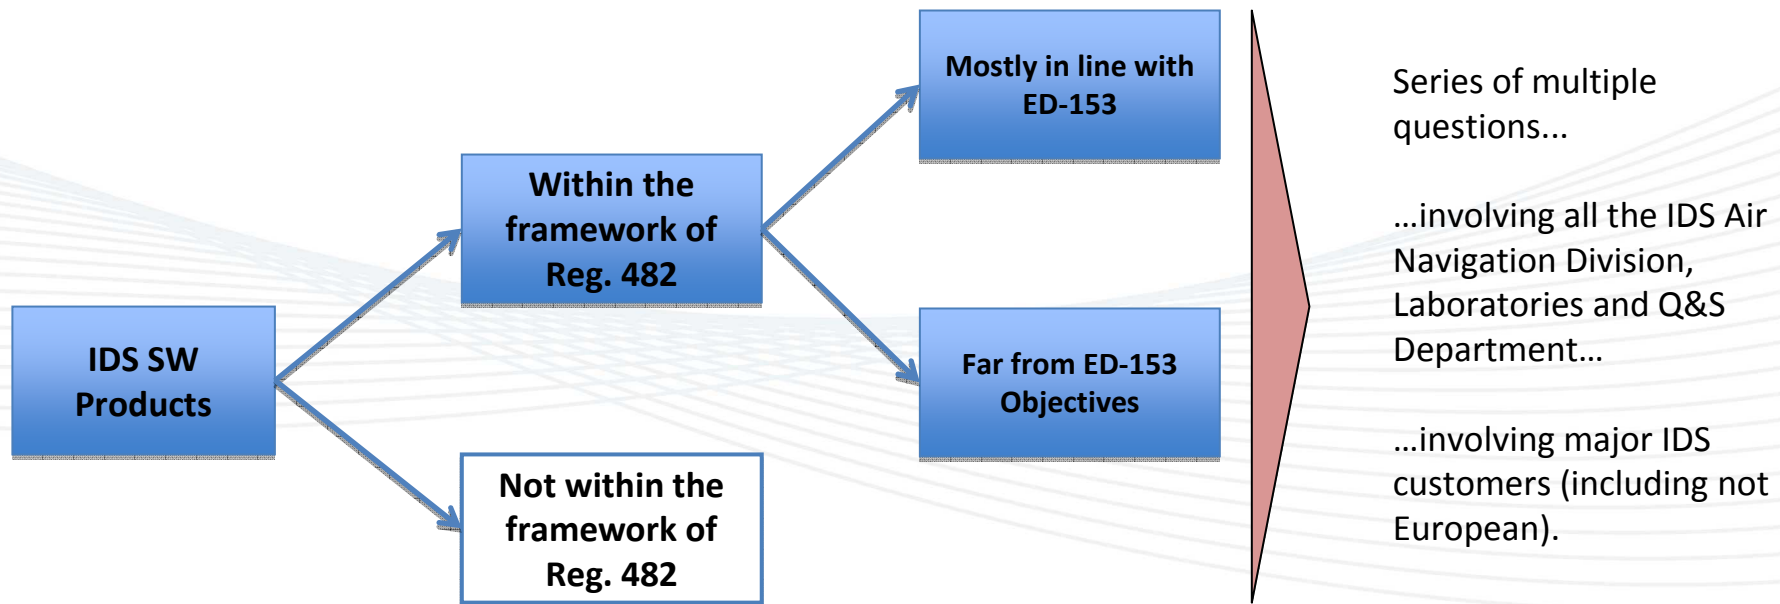 IDS SW
Products
Within the
framework of
Reg. 482
Not within the
framework of
Reg. 482
Mostly in line with
ED-153
Far from ED-153
Objectives
Series of multiple
questions...
...involving all the IDS Air
Navigation Division,
Laboratories and Q&S
Department...
...involving major IDS
customers (including not
European).